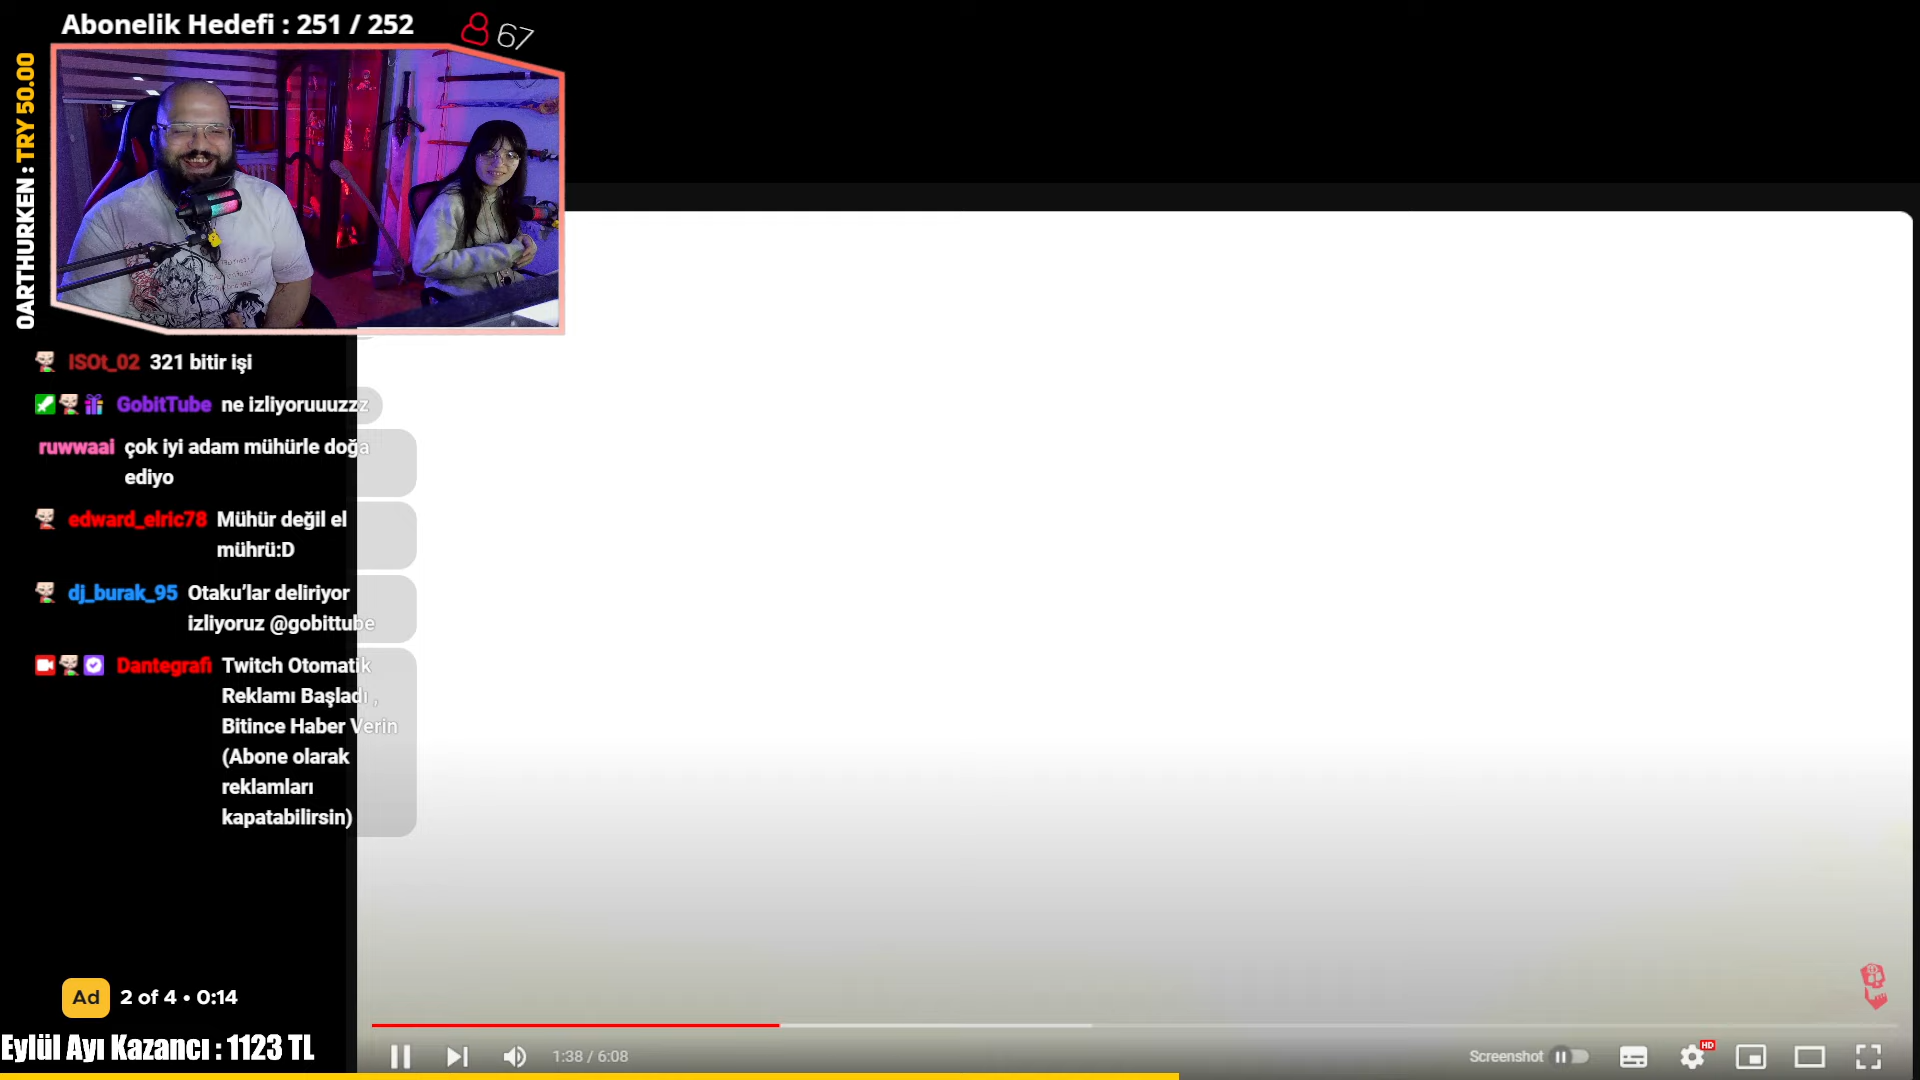 Abonelik Hedefi : 251 / 252
67
0ARTHURKEN : TRY 50.00
ISOt_02 321 bitir işi
GobitTube ne izliyoruuuzzz
ruwwaai çok iyi adam mühürle doğa
ediyo
edward_elric78 Mühür değil el
mührü:D
dj_burak_95 Otaku’lar deliriyor
izliyoruz @gobittube
Dantegrafi Twitch Otomatik
Reklamı Başladı ,
Bitince Haber Verin
(Abone olarak
reklamları
kapatabilirsin)
Ad 2 of 4 • 0:14
Eylül Ayı Kazancı : 1123 TL
1:38 / 6:08
Screenshot
HD